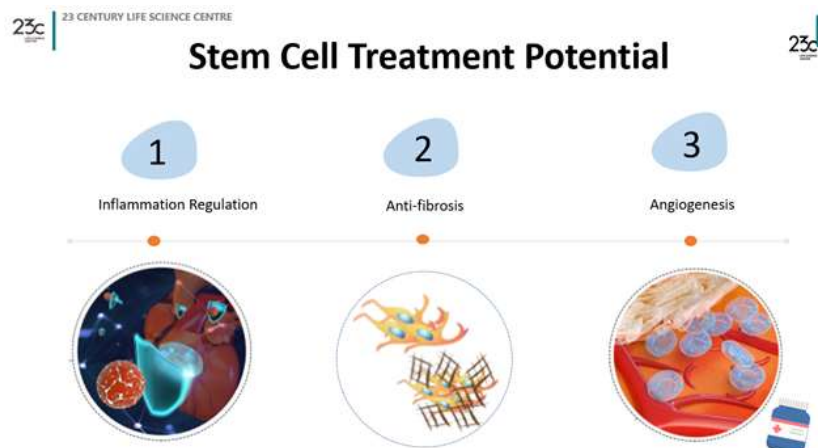 23c
23 CENTURY LIFE SCIENCE CENTRE
Stem Cell Treatment Potential
23c
1
2
3
Inflammation Regulation
Anti-fibrosis
Angiogenesis